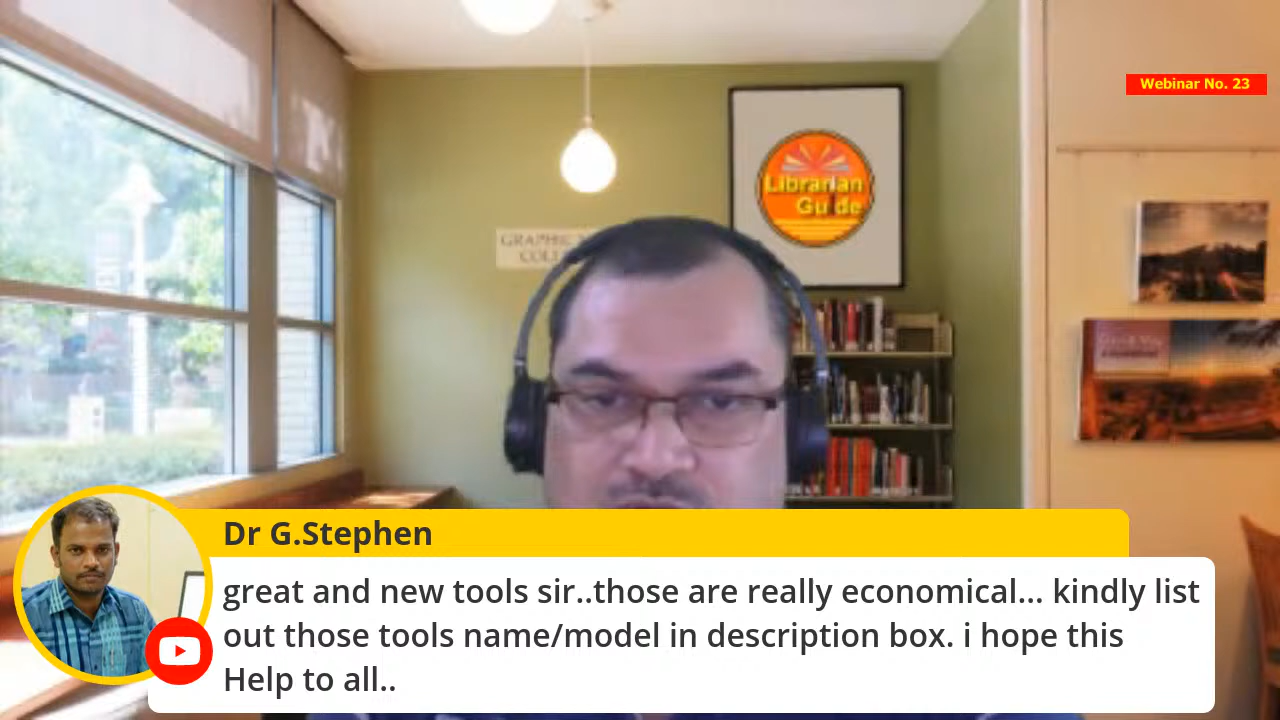 Webinar No. 23
Librarian
Guide
GRAPHIC
Dr G.Stephen
great and new tools sir..those are really economical... kindly list
out those tools name/model in description box. i hope this
Help to all..